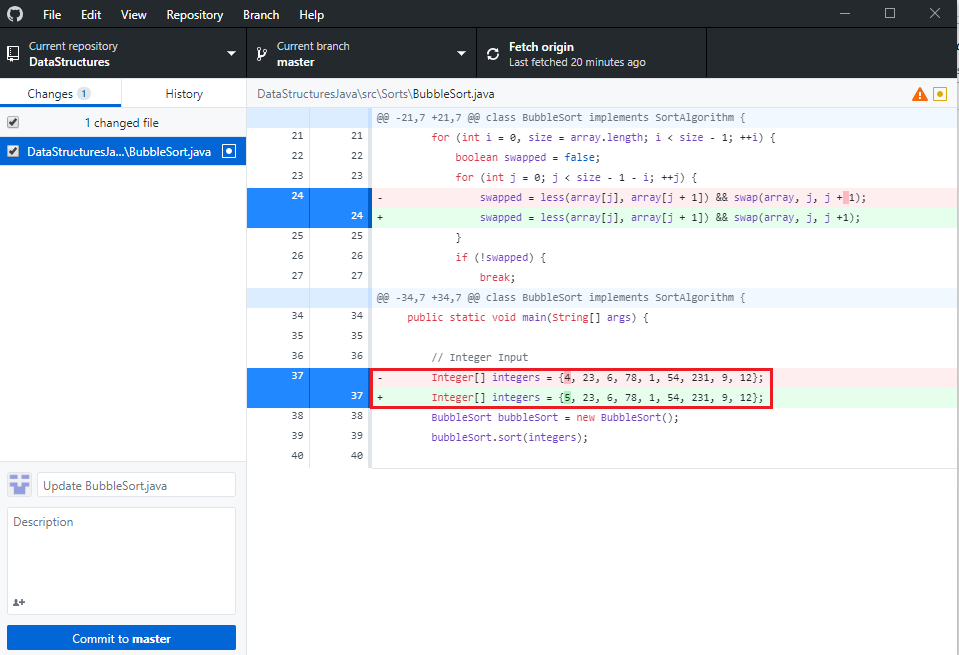 File Edit View Repository Branch Help
Current repository
DataStructures
Current branch
master
Fetch origin
Last fetched 20 minutes ago
Changes 1 History
1 changed file
DataStructuresJa...\BubbleSort.java
DataStructuresJava\src\Sorts\BubbleSort.java
@@ -21,7 +21,7 @@ class BubbleSort implements SortAlgorithm {
21 21 for (int i = 0, size = array.length; i < size - 1; ++i) {
22 22 boolean swapped = false;
23 23 for (int j = 0; j < size - 1 - i; ++j) {
24 - swapped = less(array[j], array[j + 1]) && swap(array, j, j + 1);
24 + swapped = less(array[j], array[j + 1]) && swap(array, j, j +1);
25 25 }
26 26 if (!swapped) {
27 27 break;
@@ -34,7 +34,7 @@ class BubbleSort implements SortAlgorithm {
34 34 public static void main(String[] args) {
35 35
36 36 // Integer Input
37 - Integer[] integers = {4, 23, 6, 78, 1, 54, 231, 9, 12};
37 + Integer[] integers = {5, 23, 6, 78, 1, 54, 231, 9, 12};
38 38 BubbleSort bubbleSort = new BubbleSort();
39 39 bubbleSort.sort(integers);
40 40
Update BubbleSort.java
Description
Commit to master